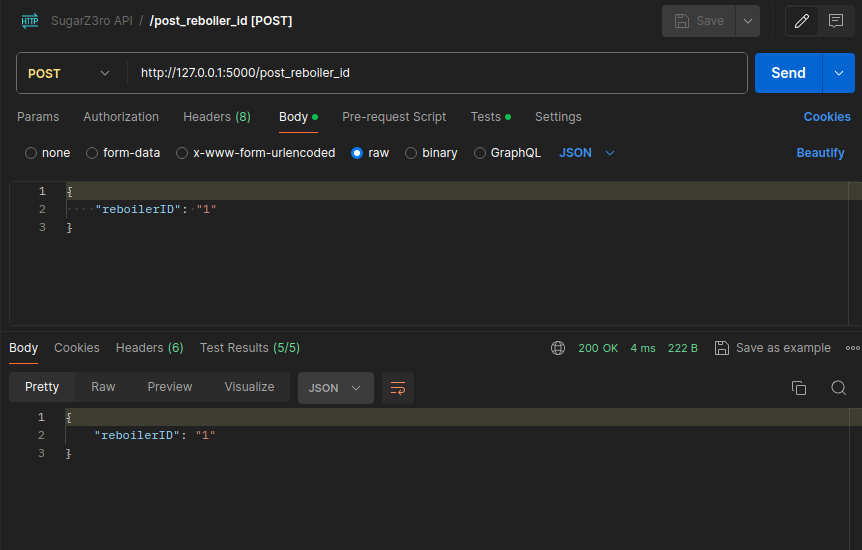 HTTP SugarZ3ro API / /post_reboiler_id [POST] Save
POST http://127.0.0.1:5000/post_reboiler_id Send
Params Authorization Headers (8) Body Pre-request Script Tests Settings Cookies
none form-data x-www-form-urlencoded raw binary GraphQL JSON Beautify
1 {
2 ····"reboilerID":·"1"
3 }
Body Cookies Headers (6) Test Results (5/5) 200 OK 4 ms 222 B Save as example
Pretty Raw Preview Visualize JSON
1 {
2 "reboilerID": "1"
3 }